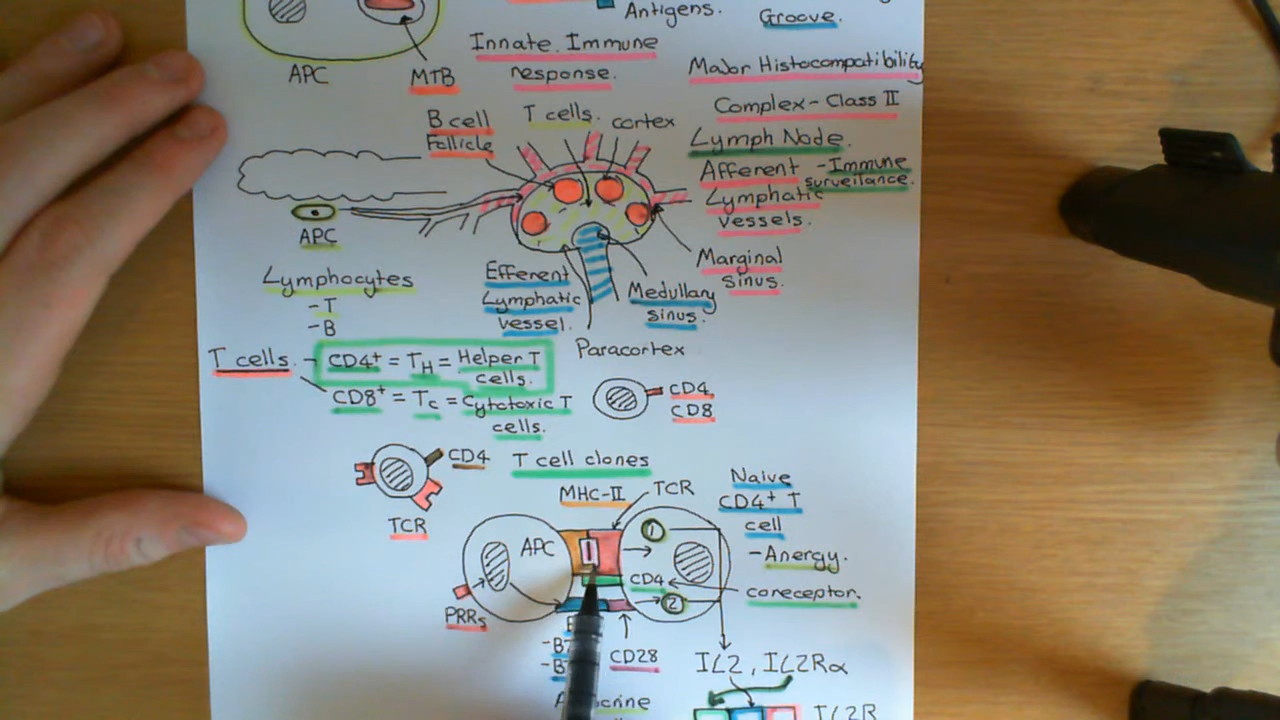 Antigens.
Groove.
Innate Immune
response.
APC
MTB
Major Histocompatibility
Complex - Class II
B cell
Follicle
T cells.
cortex
Lymph Node.
Afferent
Lymphatic
vessels.
- Immune
surveilance.
APC
Marginal
sinus.
Lymphocytes
- T
- B
Efferent
Lymphatic
vessel.
Medullary
sinus.
Paracortex
T cells. - CD4+ = TH = Helper T
cells.
CD8+ = Tc = Cytotoxic T
cells.
CD4
CD8
CD4
TCR
T cell clones
MHC-II
TCR
Naive
CD4+ T
cell
- Anergy.
APC
1
CD4
coreceptor.
2
PRRs
CD28
IL2, IL2Rα
IL2R